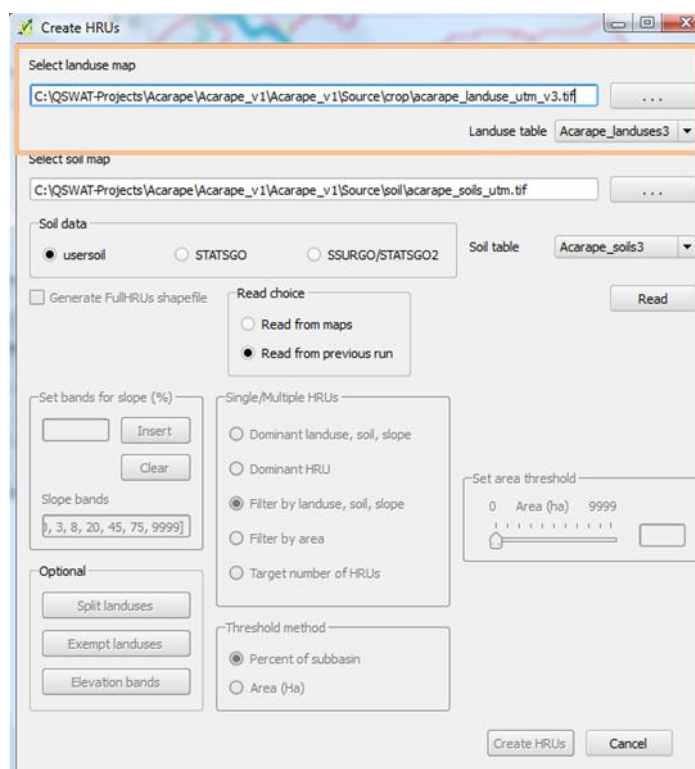 Create HRUs
Select landuse map
C:\QSWAT-Projects\Acarape\Acarape_v1\Acarape_v1\Source\crop\acarape_landuse_utm_v3.tif
...
Landuse table Acarape_landuses3
Select soil map
C:\QSWAT-Projects\Acarape\Acarape_v1\Acarape_v1\Source\soil\acarape_soils_utm.tif
...
Soil data
usersoil STATSGO SSURGO/STATSGO2
Soil table Acarape_soils3
Generate FullHRUs shapefile
Read choice
Read from maps
Read from previous run
Read
Set bands for slope (%)
Insert
Clear
Slope bands
), 3, 8, 20, 45, 75, 9999]
Single/Multiple HRUs
Dominant landuse, soil, slope
Dominant HRU
Filter by landuse, soil, slope
Filter by area
Target number of HRUs
Set area threshold
0 Area (ha) 9999
Optional
Split landuses
Exempt landuses
Elevation bands
Threshold method
Percent of subbasin
Area (Ha)
Create HRUs Cancel